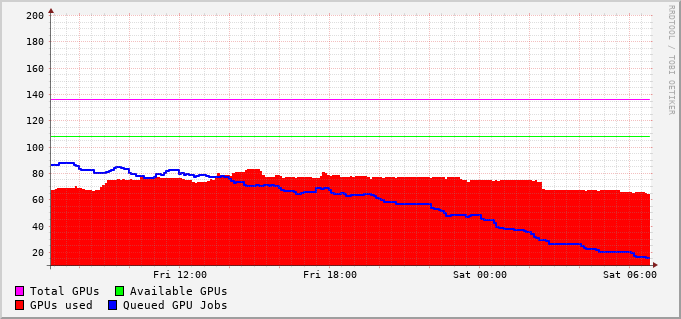 RRDTOOL / TOBI OETIKER
200
180
160
140
120
100
80
60
40
20
Fri 12:00 Fri 18:00 Sat 00:00 Sat 06:00
Total GPUs Available GPUs
GPUs used Queued GPU Jobs